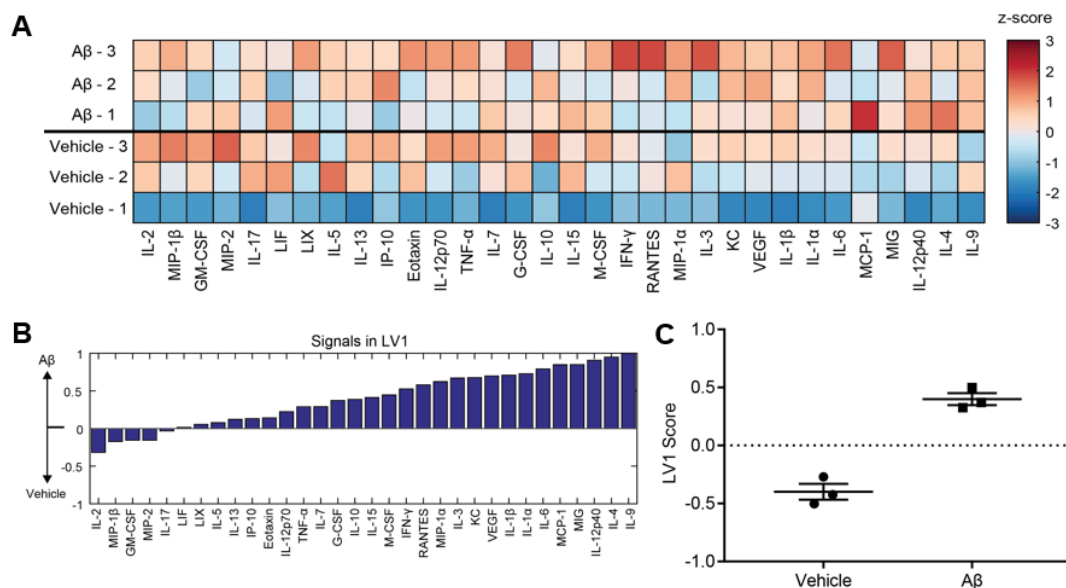 A
z-score
Aβ - 3
Aβ - 2
Aβ - 1
Vehicle - 3
Vehicle - 2
Vehicle - 1
3
2
1
0
-1
-2
-3
IL-2 MIP-1β GM-CSF MIP-2 IL-17 LIF LIX IL-5 IL-13 IP-10 Eotaxin IL-12p70 TNF-α IL-7 G-CSF IL-10 IL-15 M-CSF IFN-γ RANTES MIP-1α IL-3 KC VEGF IL-1β IL-1α IL-6 MCP-1 MIG IL-12p40 IL-4 IL-9
B
Signals in LV1
Aβ
Vehicle
1
0.5
0
-0.5
-1
IL-2 MIP-1β GM-CSF MIP-2 IL-17 LIF LIX IL-5 IL-13 IP-10 Eotaxin IL-12p70 TNF-α IL-7 G-CSF IL-10 IL-15 M-CSF IFN-γ RANTES MIP-1α IL-3 KC VEGF IL-1β IL-1α IL-6 MCP-1 MIG IL-12p40 IL-4 IL-9
C
LV1 Score
1.0
0.5
0.0
-0.5
-1.0
Vehicle Aβ